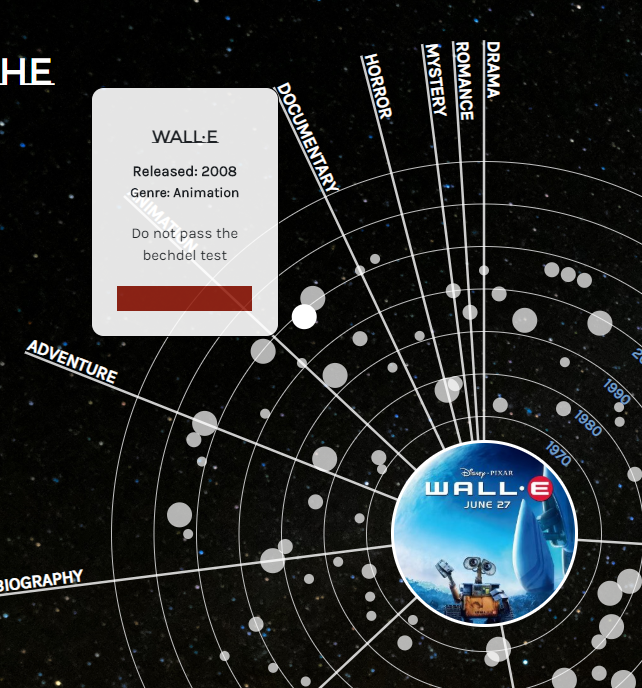 HE
DRAMA
ROMANCE
MYSTERY
HORROR
DOCUMENTARY
WALL·E
Released: 2008
Genre: Animation
ANIMATION
Do not pass the
bechdel test
ADVENTURE
1990
1980
1970
Disney·PIXAR
WALL·E
JUNE 27
BIOGRAPHY